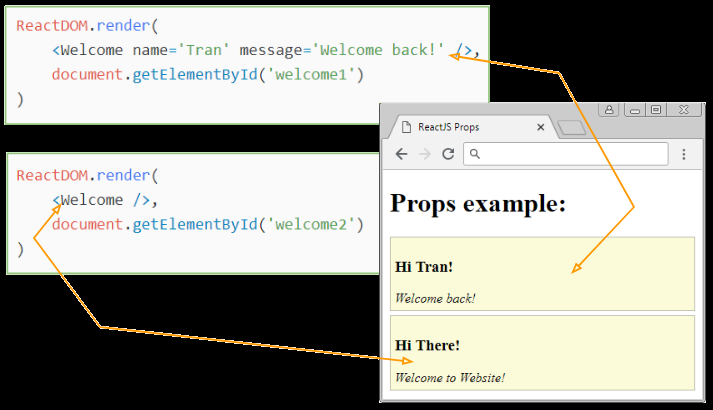 ReactDOM.render(
<Welcome name='Tran' message='Welcome back!' />,
document.getElementById('welcome1')
)
ReactDOM.render(
<Welcome />,
document.getElementById('welcome2')
)
ReactJS Props
Props example:
Hi Tran!
Welcome back!
Hi There!
Welcome to Website!